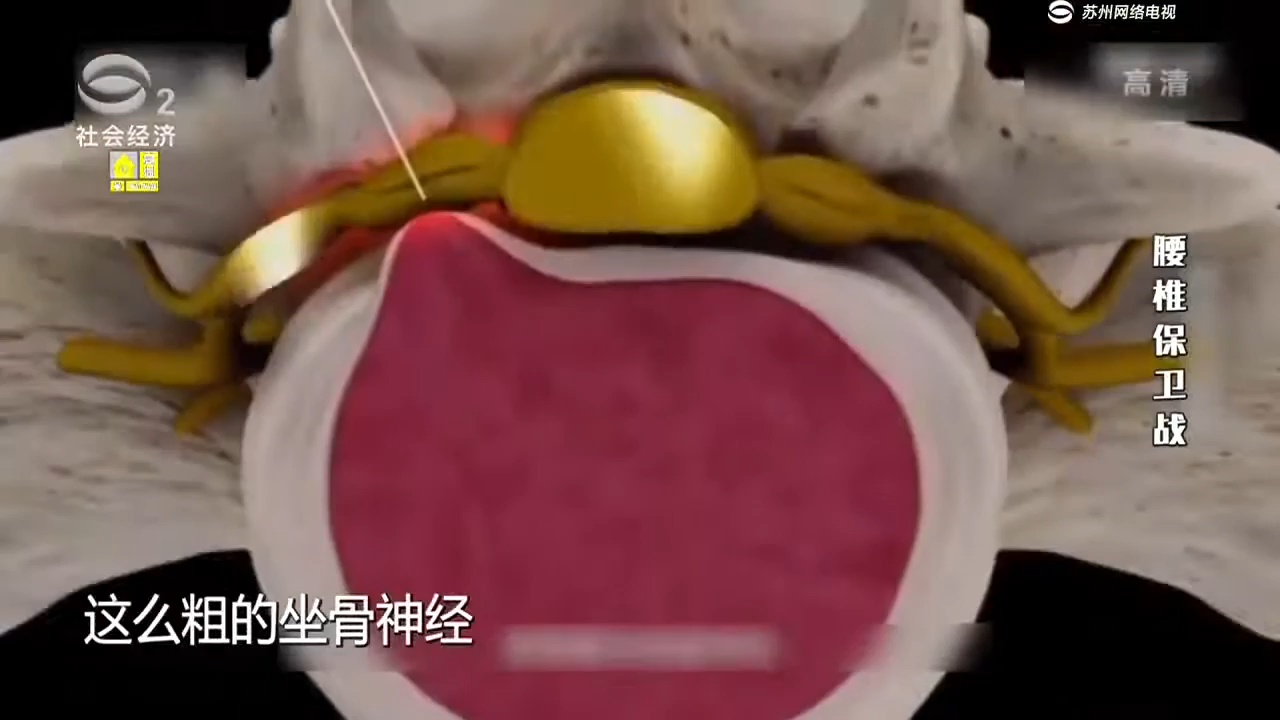 苏州网络电视
高清
2
社会经济
腰椎保卫战
这么粗的坐骨神经